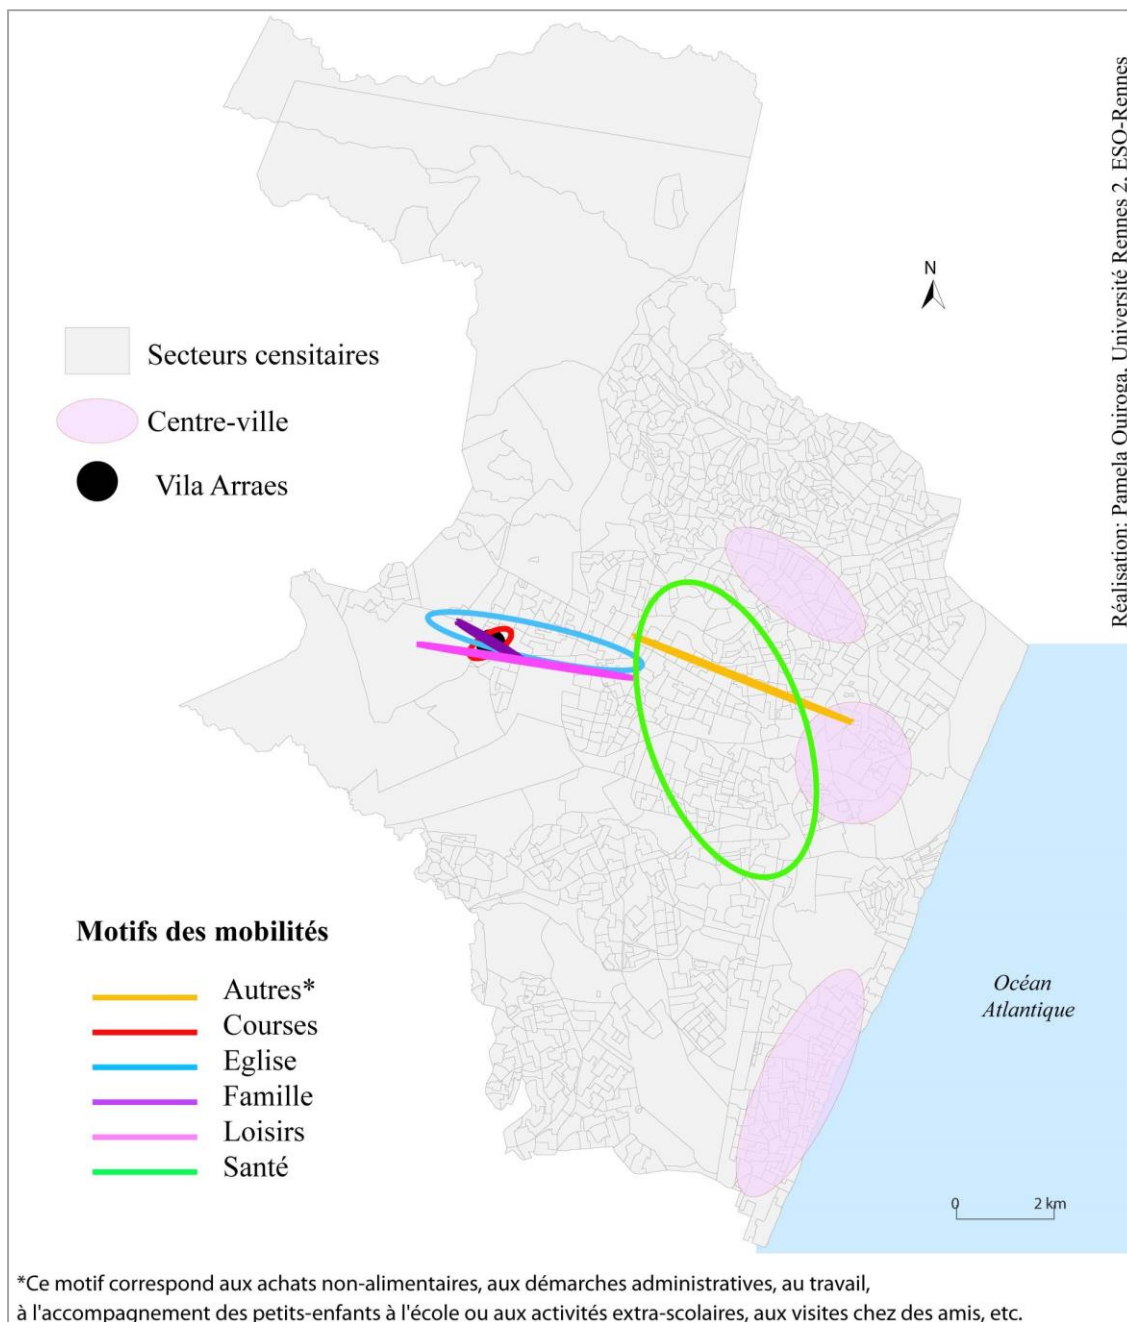 Réalisation: Pamela Quiroga, Université Rennes 2, ESO-Rennes
N
Secteurs censitaires
Centre-ville
Vila Arraes
Motifs des mobilités
Autres*
Courses
Eglise
Famille
Loisirs
Santé
Océan
Atlantique
0 2 km
*Ce motif correspond aux achats non-alimentaires, aux démarches administratives, au travail,
à l'accompagnement des petits-enfants à l'école ou aux activités extra-scolaires, aux visites chez des amis, etc.